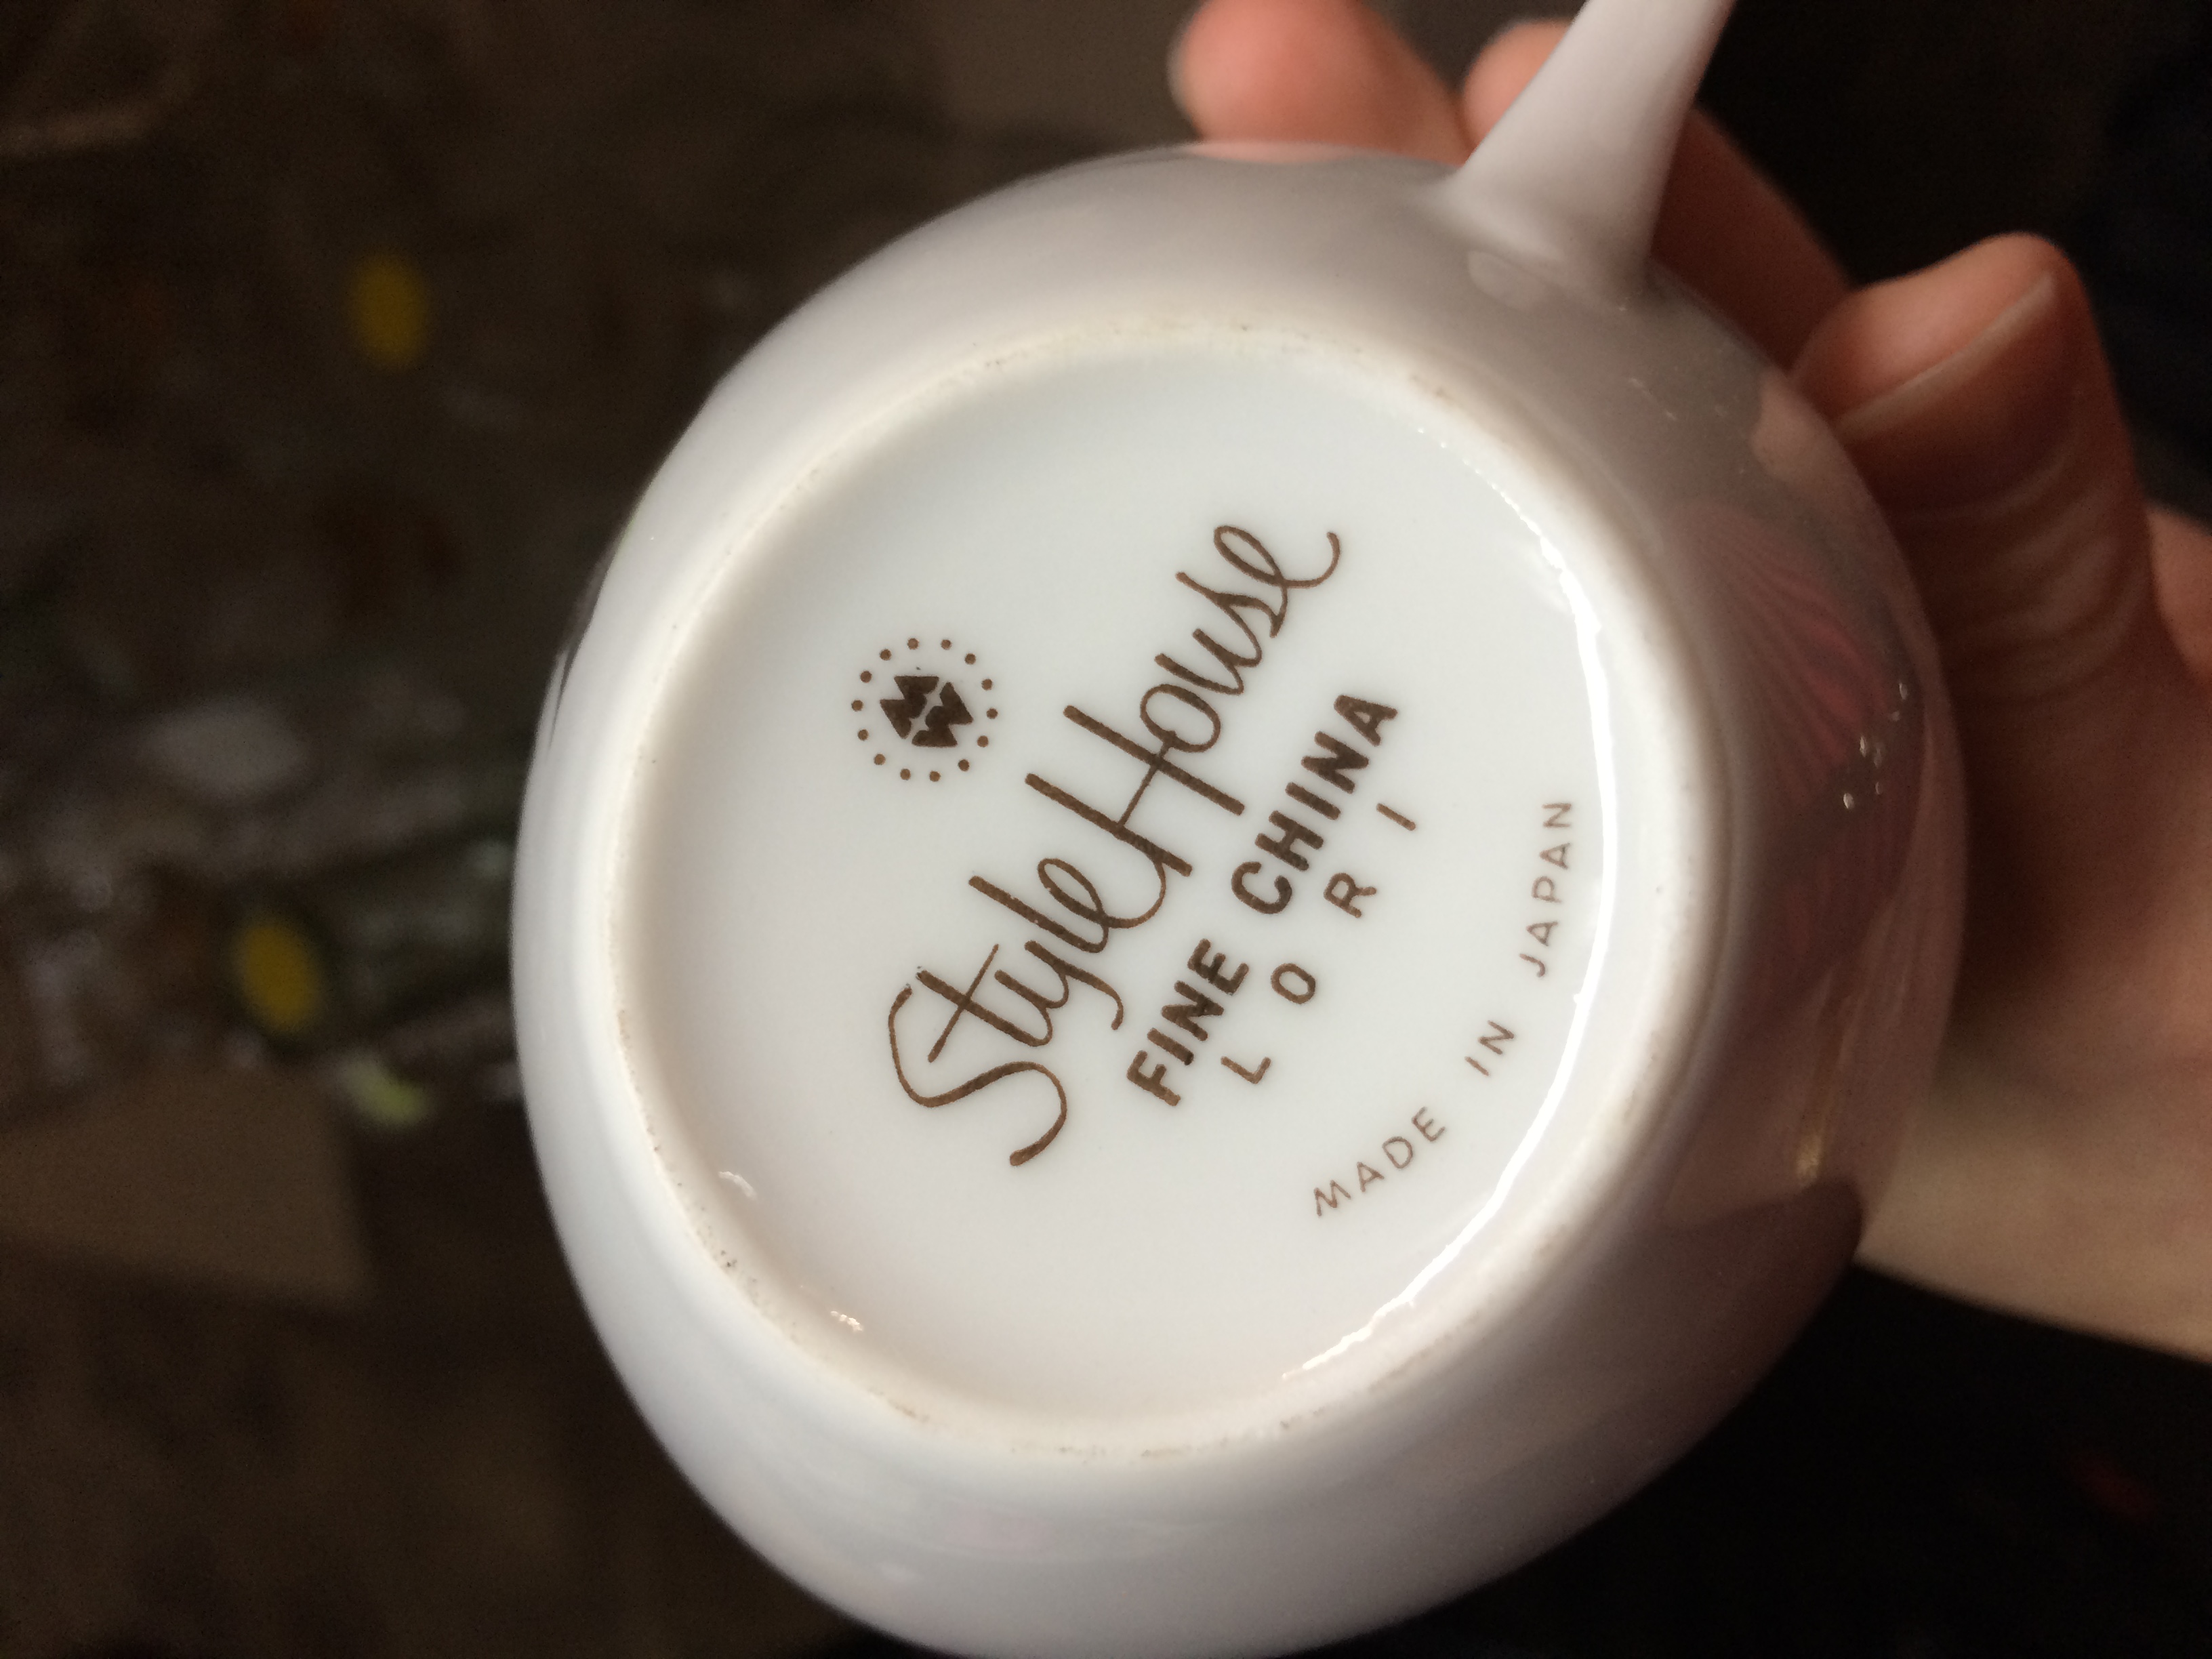 Style House
FINE CHINA
LORI
MADE IN JAPAN